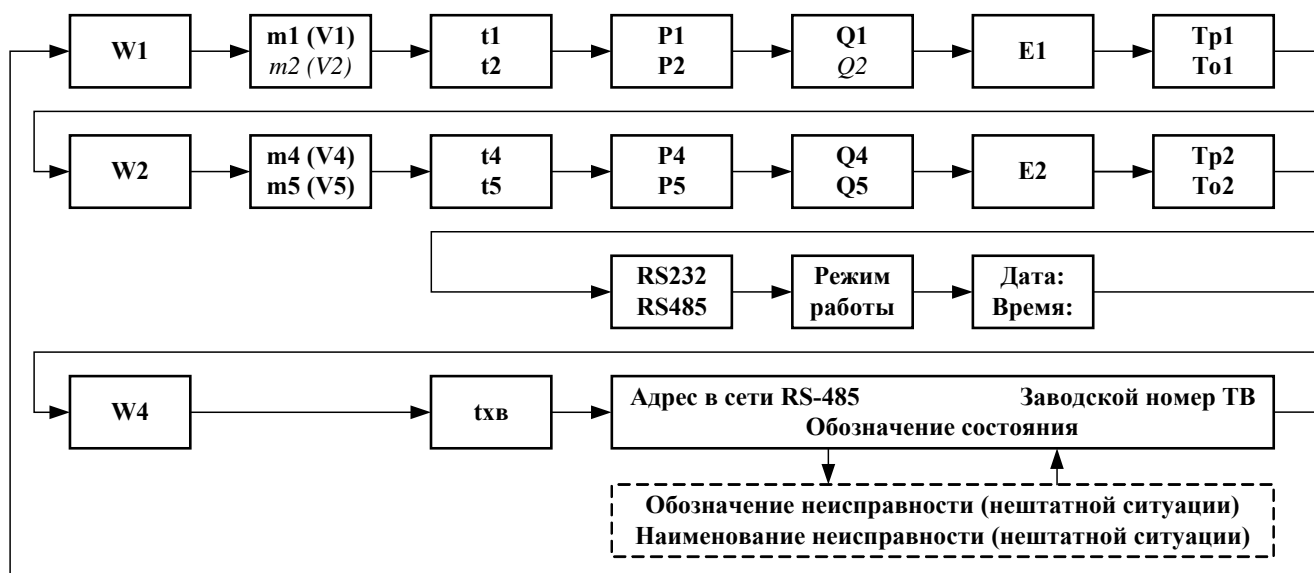 W1
m1 (V1)
m2 (V2)
t1
t2
P1
P2
Q1
Q2
E1
Tp1
To1
W2
m4 (V4)
m5 (V5)
t4
t5
P4
P5
Q4
Q5
E2
Tp2
To2
RS232
RS485
Режим
работы
Дата:
Время:
W4
tхв
Адрес в сети RS-485 Заводской номер ТВ
Обозначение состояния
Обозначение неисправности (нештатной ситуации)
Наименование неисправности (нештатной ситуации)